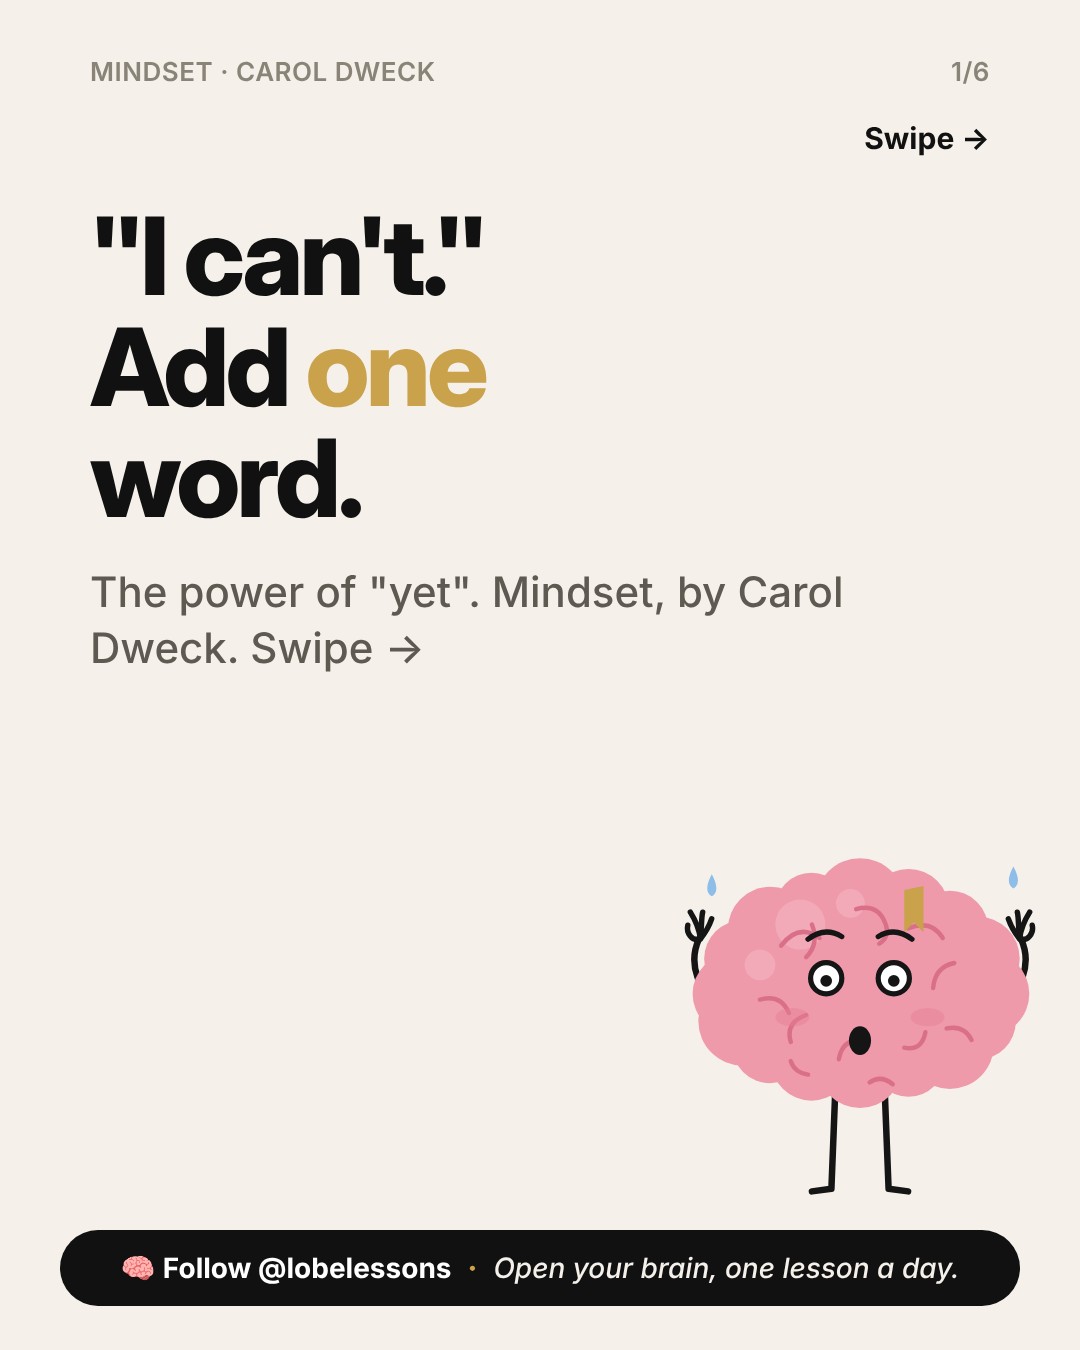 MINDSET · CAROL DWECK
1/6
Swipe →
"I can't."
Add one
word.
The power of "yet". Mindset, by Carol
Dweck. Swipe →
🧠 Follow @lobelessons · Open your brain, one lesson a day.